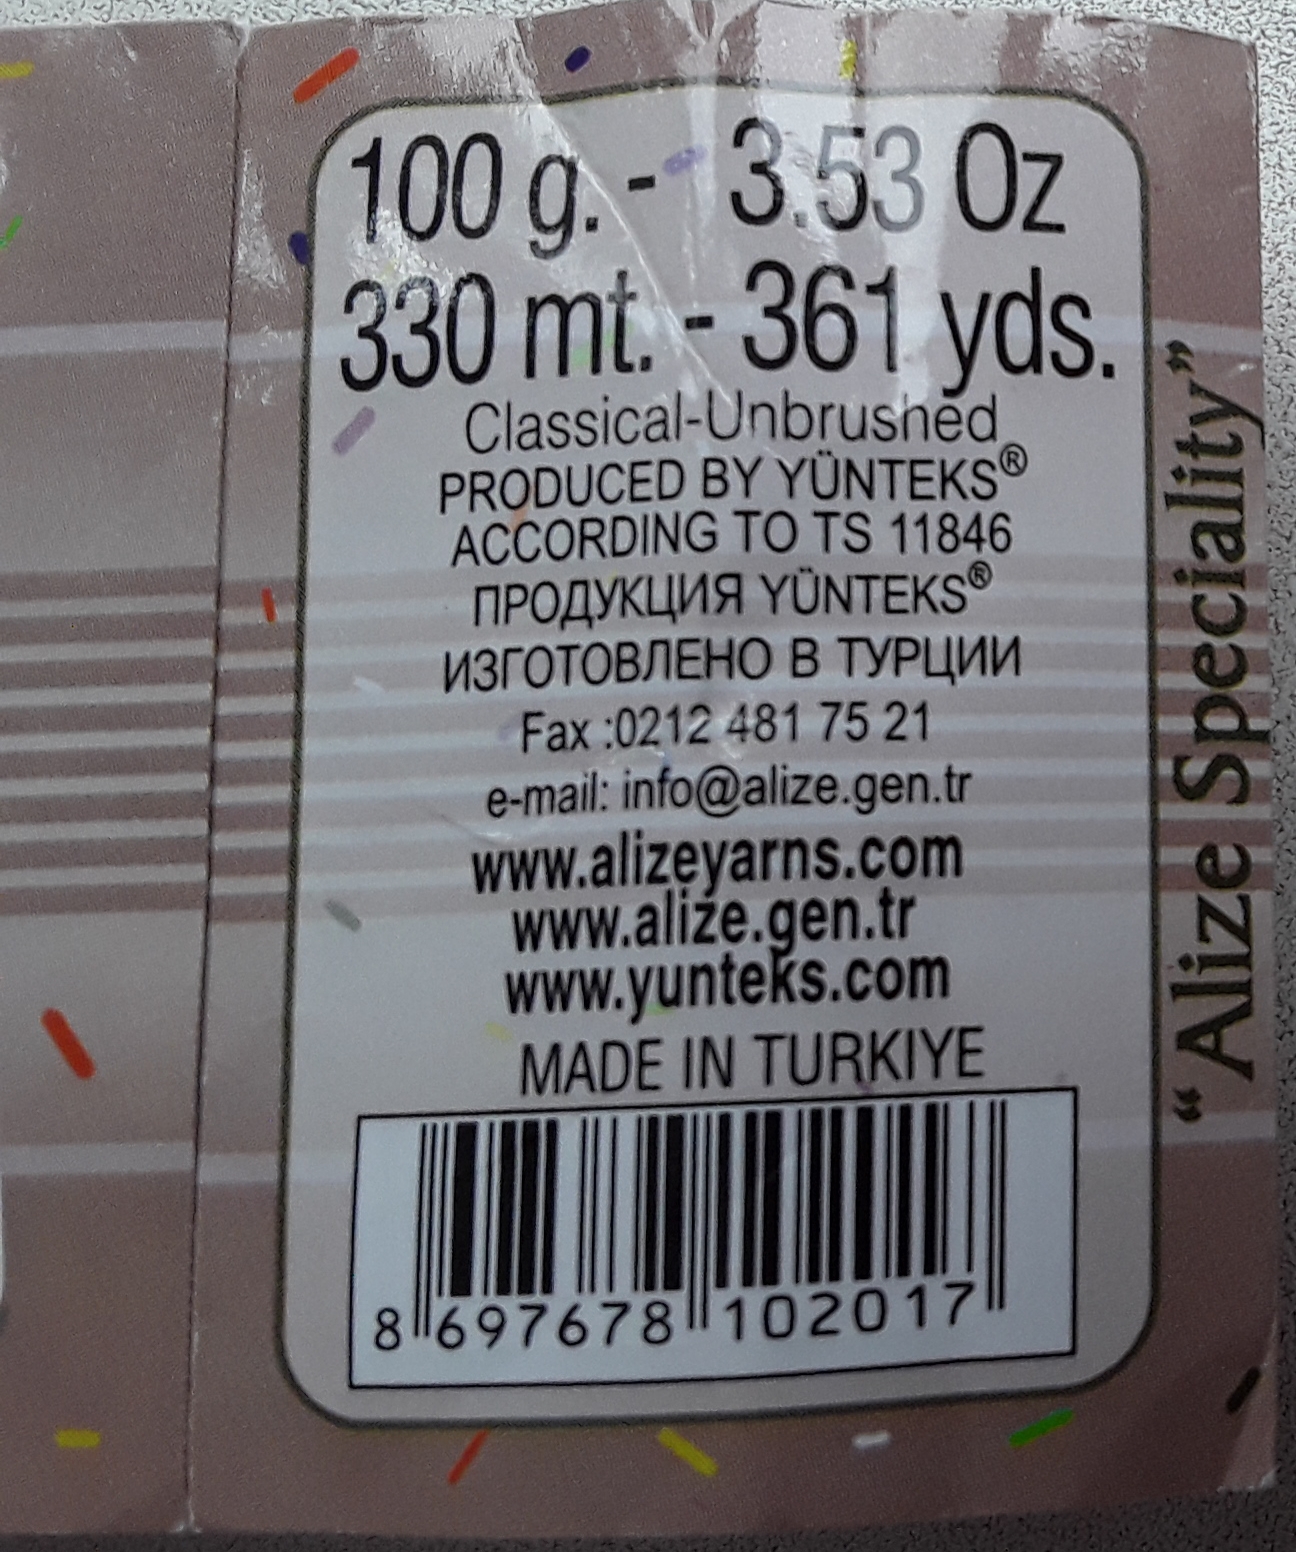 100 g. - 3.53 Oz
330 mt. - 361 yds.
Classical-Unbrushed
PRODUCED BY YÜNTEKS®
ACCORDING TO TS 11846
ПРОДУКЦИЯ YÜNTEKS®
ИЗГОТОВЛЕНО В ТУРЦИИ
Fax :0212 481 75 21
e-mail: info@alize.gen.tr
www.alizeyarns.com
www.alize.gen.tr
www.yunteks.com
MADE IN TURKIYE
8 697678 102017
“Alize Speciality”